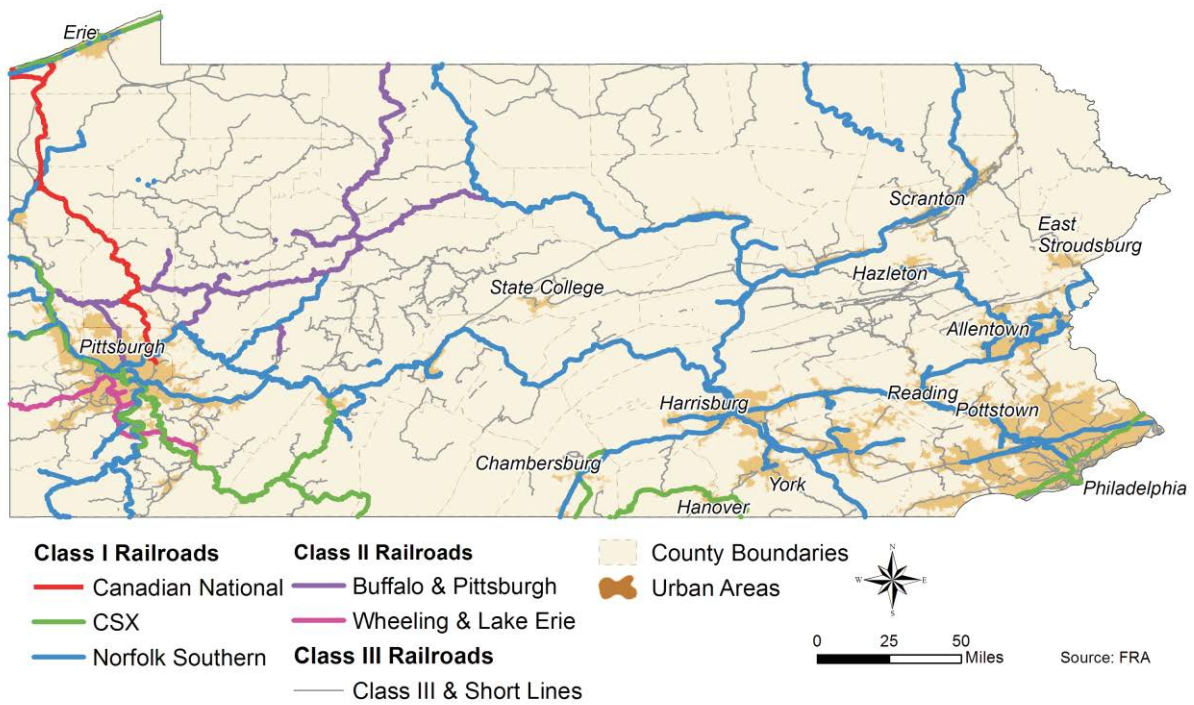 Erie
Scranton
East
Stroudsburg
Hazleton
State College
Allentown
Pittsburgh
Reading
Harrisburg
Pottstown
Chambersburg
York
Hanover
Philadelphia
Class I Railroads
Canadian National
CSX
Norfolk Southern
Class II Railroads
Buffalo & Pittsburgh
Wheeling & Lake Erie
Class III Railroads
Class III & Short Lines
County Boundaries
Urban Areas
N
W E
S
0 25 50
Miles
Source: FRA